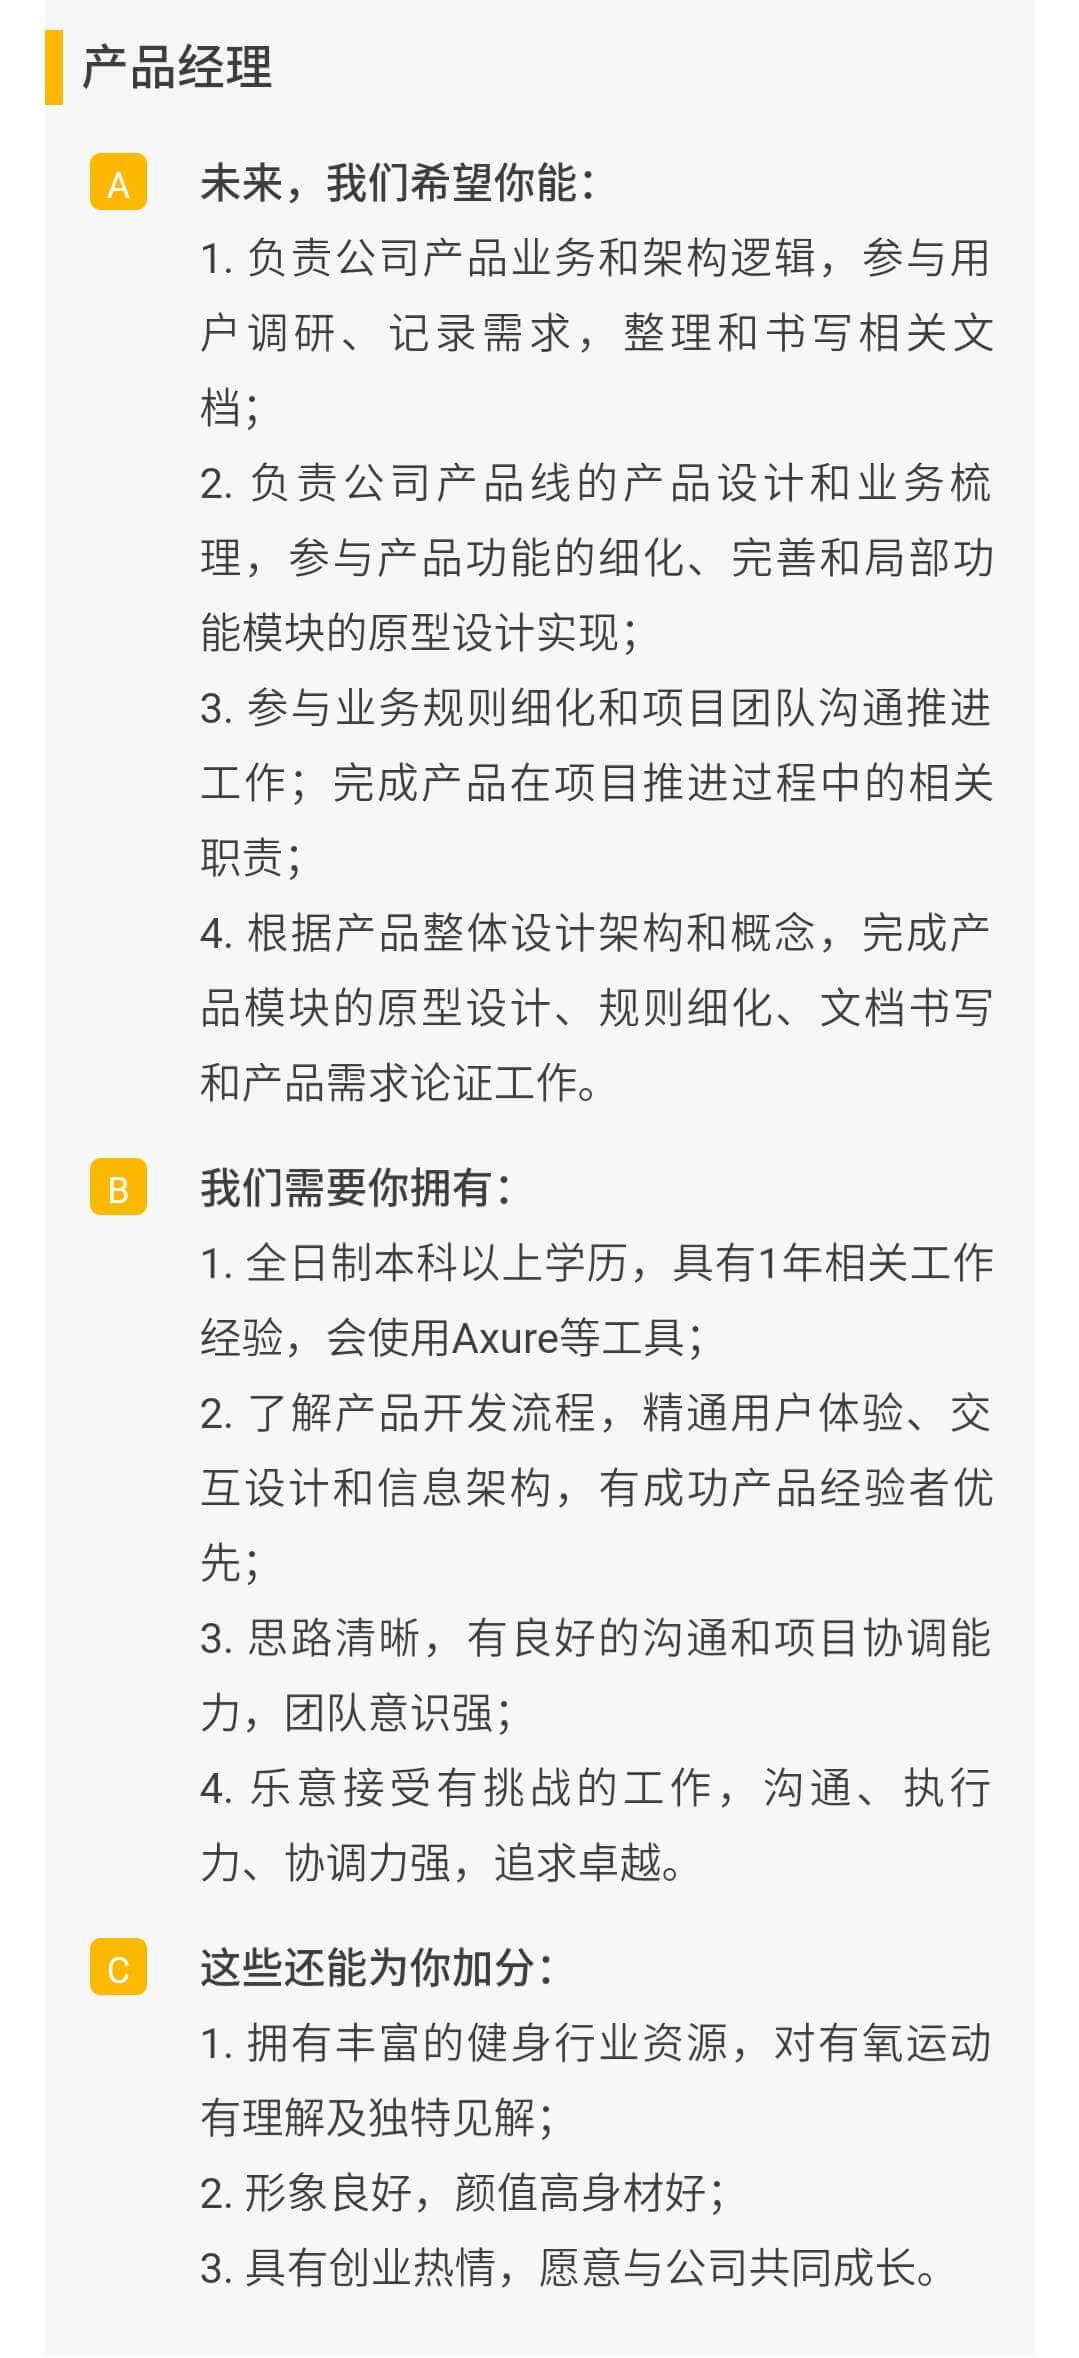 产品经理
A
未来，我们希望你能：
1. 负责公司产品业务和架构逻辑，参与用
户调研、记录需求，整理和书写相关文
档；
2. 负责公司产品线的产品设计和业务梳
理，参与产品功能的细化、完善和局部功
能模块的原型设计实现；
3. 参与业务规则细化和项目团队沟通推进
工作；完成产品在项目推进过程中的相关
职责；
4. 根据产品整体设计架构和概念，完成产
品模块的原型设计、规则细化、文档书写
和产品需求论证工作。
B
我们需要你拥有：
1. 全日制本科以上学历，具有1年相关工作
经验，会使用Axure等工具；
2. 了解产品开发流程，精通用户体验、交
互设计和信息架构，有成功产品经验者优
先；
3. 思路清晰，有良好的沟通和项目协调能
力，团队意识强；
4. 乐意接受有挑战的工作，沟通、执行
力、协调力强，追求卓越。
C
这些还能为你加分：
1. 拥有丰富的健身行业资源，对有氧运动
有理解及独特见解；
2. 形象良好，颜值高身材好；
3. 具有创业热情，愿意与公司共同成长。